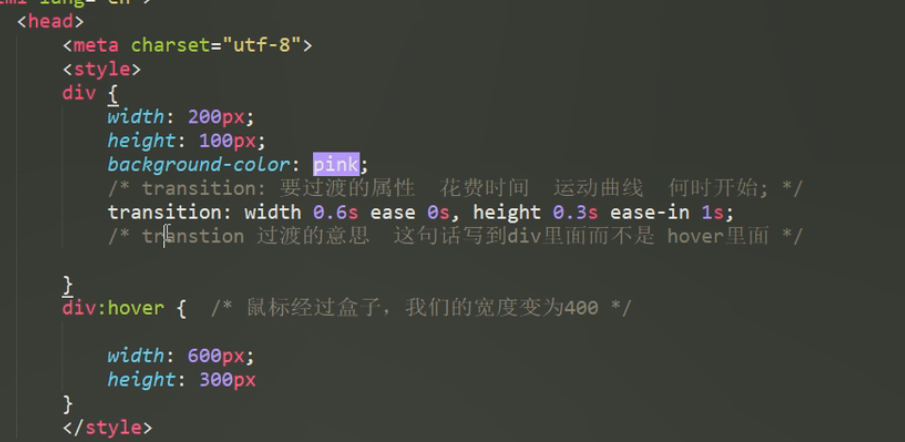 <head>
<meta charset="utf-8">
<style>
div {
width: 200px;
height: 100px;
background-color: pink;
/* transition: 要过渡的属性 花费时间 运动曲线 何时开始; */
transition: width 0.6s ease 0s, height 0.3s ease-in 1s;
/* transtion 过渡的意思 这句话写到div里面而不是 hover里面 */
}
div:hover { /* 鼠标经过盒子，我们的宽度变为400 */
width: 600px;
height: 300px
}
</style>